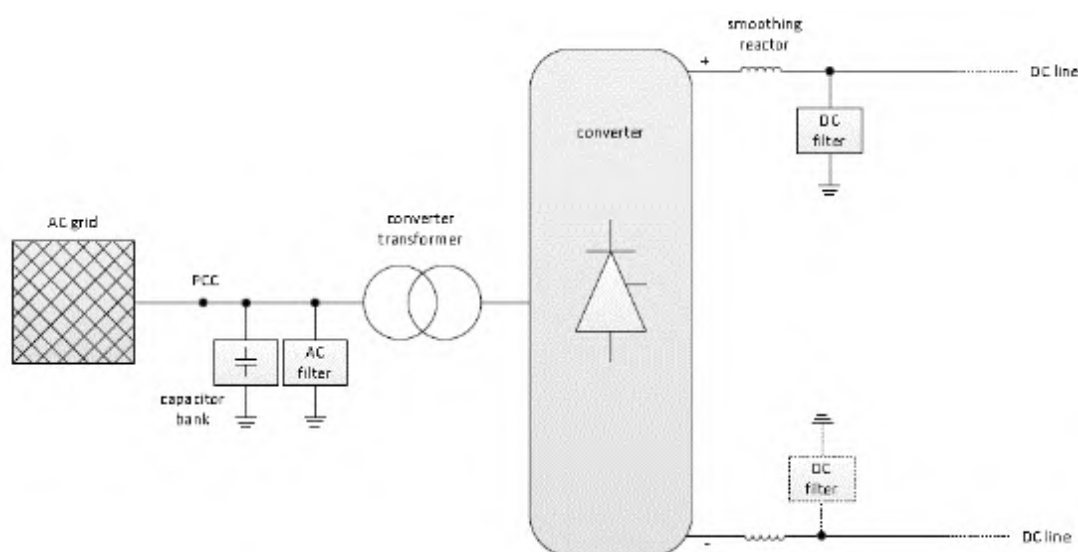 smoothing
reactor
+
DC line
DC
filter
converter
AC grid
converter
transformer
PCC
AC
filter
capacitor
bank
DC
filter
-
DC line